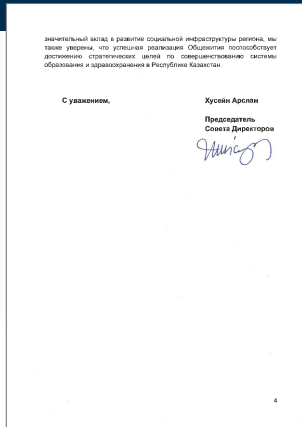 значительный вклад в развитие социальной инфраструктуры региона, мы
также уверены, что успешная реализация Общежития поспособствует
достижению стратегических целей по совершенствованию системы
образования и здравоохранения в Республике Казахстан.
С уважением,
Хусейн Арслан
Председатель
Совета Директоров
4